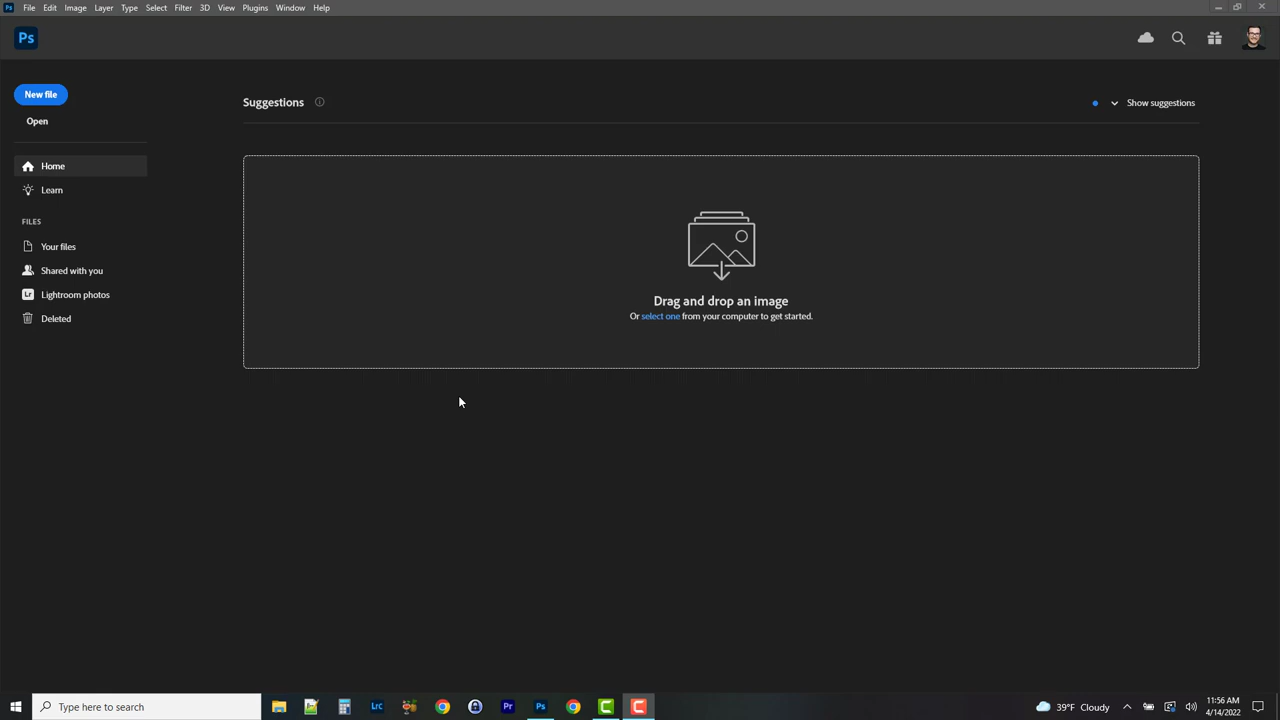 Ps File Edit Image Layer Type Select Filter 3D View Plugins Window Help
Ps
New file
Open
Home
Learn
FILES
Your files
Shared with you
Lr Lightroom photos
Deleted
Suggestions
Show suggestions
Drag and drop an image
Or select one from your computer to get started.
Type here to search
Lrc
Pr
Ps
C
C
39°F Cloudy
11:56 AM
4/14/2022